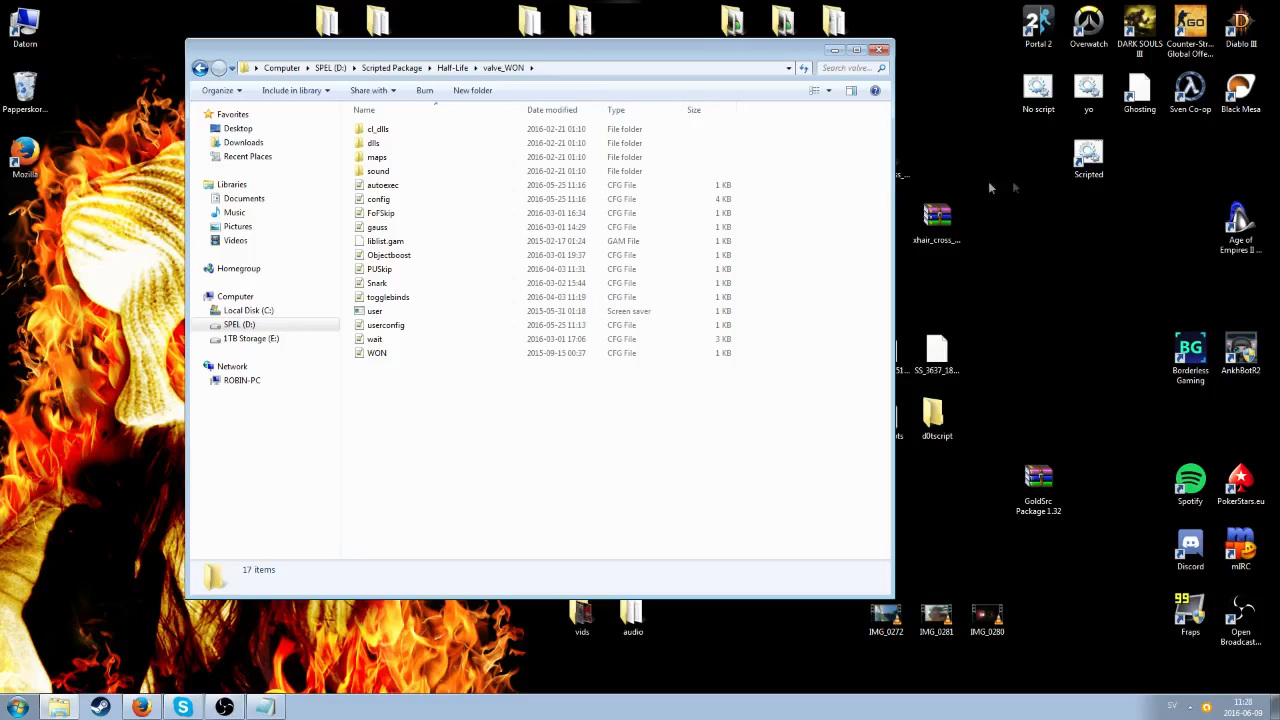 Datorn
Papperskor...
Mozilla
Computer
SPEL (D:)
Scripted Package
Half-Life
valve_WON
Search valve...
Organize
Include in library
Share with
Burn
New folder
Favorites
Desktop
Downloads
Recent Places
Libraries
Documents
Music
Pictures
Videos
Homegroup
Computer
Local Disk (C:)
SPEL (D:)
1TB Storage (E:)
Network
ROBIN-PC
Name Date modified Type Size
cl_dlls 2016-02-21 01:10 File folder
dlls 2016-02-21 01:10 File folder
maps 2016-02-21 01:10 File folder
sound 2016-02-21 01:10 File folder
autoexec 2016-05-25 11:16 CFG File 1 KB
config 2016-05-25 11:16 CFG File 4 KB
FoFSkip 2016-03-01 16:34 CFG File 1 KB
gauss 2016-03-01 14:29 CFG File 1 KB
liblist.gam 2015-02-17 01:24 GAM File 1 KB
Objectboost 2016-03-01 19:37 CFG File 1 KB
PUSkip 2016-04-03 11:31 CFG File 1 KB
Snark 2016-03-02 15:44 CFG File 1 KB
togglebinds 2016-04-03 11:19 CFG File 1 KB
user 2015-05-31 01:18 Screen saver 1 KB
userconfig 2016-05-25 11:13 CFG File 1 KB
wait 2016-03-01 17:06 CFG File 3 KB
WON 2015-09-15 00:37 CFG File 1 KB
17 items
Portal 2
Overwatch
DARK SOULS
III
Counter-Str...
Global Offe...
Diablo III
No script
yo
Ghosting
Sven Co-op
Black Mesa
Scripted
ss_...
xhair_cross_...
Age of
Empires II ...
51...
SS_3637_18...
BG
Borderless
Gaming
AnkhBotR2
pts
d0tscript
GoldSrc
Package 1.32
Spotify
PokerStars.eu
Discord
mIRC
vids
audio
IMG_0272
IMG_0281
IMG_0280
99
Fraps
Open
Broadcast...
SV
11:28
2016-06-09